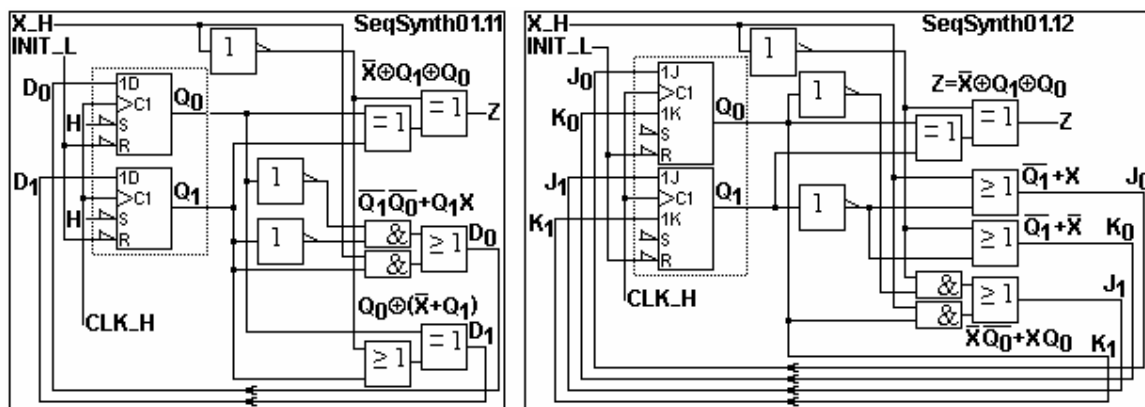 X_H
SeqSynth01.11
INIT_L
1
D₀
1D
>C1
S
R
H
Q₀
X̅⊕Q₁⊕Q₀
=1
=1
Z
D₁
1D
>C1
S
R
H
Q₁
1
1
Q̅₁Q̅₀+Q₁X
&
&
≥1
D₀
Q₀⊕(X̅+Q₁)
≥1
=1
D₁
CLK_H
X_H
SeqSynth01.12
INIT_L
1
J₀
K₀
1J
>C1
1K
S
R
Q₀
1
Z=X̅⊕Q₁⊕Q₀
=1
=1
Z
J₁
K₁
1J
>C1
1K
S
R
Q₁
1
Q̅₁+X
≥1
J₀
Q̅₁+X̅
≥1
K₀
&
&
≥1
J₁
X̅Q̅₀+XQ₀
K₁
CLK_H